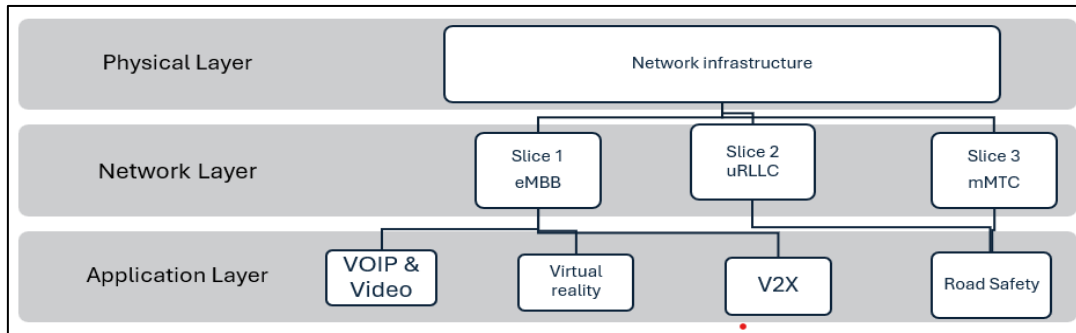 Physical Layer
Network infrastructure
Network Layer
Slice 1
eMBB
Slice 2
uRLLC
Slice 3
mMTC
Application Layer
VOIP &
Video
Virtual
reality
V2X
Road Safety